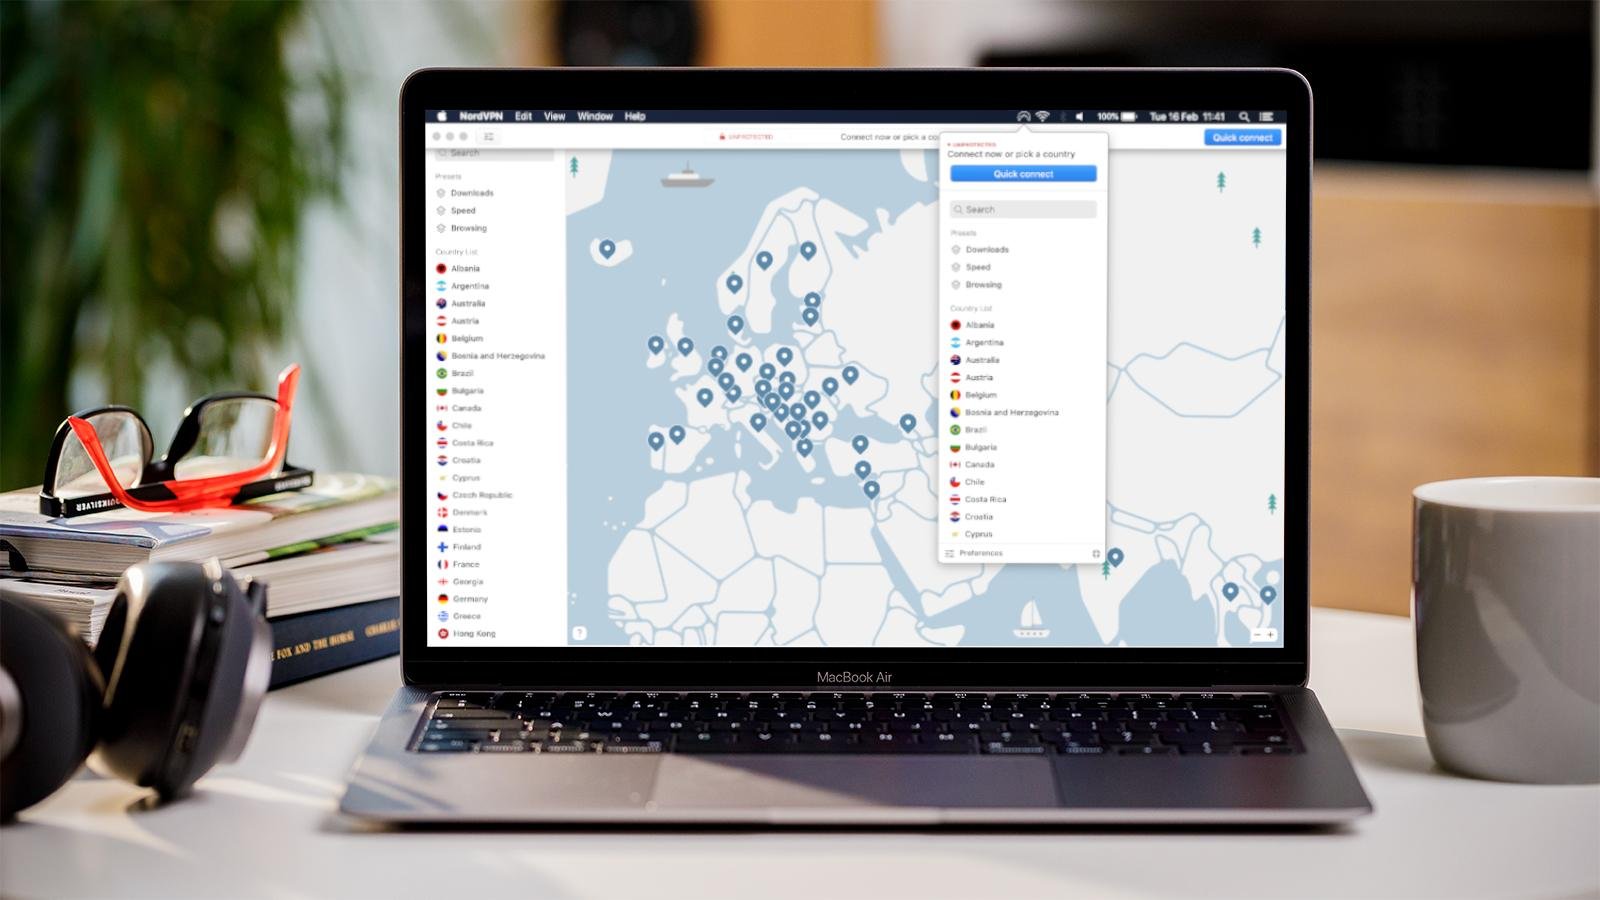 NordVPN Edit View Window Help 100% Tue 16 Feb 11:41
UNPROTECTED Connect now or pick a co Quick connect
Search
Presets
Downloads
Speed
Browsing
Country List
Albania
Argentina
Australia
Austria
Belgium
Bosnia and Herzegovina
Brazil
Bulgaria
Canada
Chile
Costa Rica
Croatia
Cyprus
Czech Republic
Denmark
Estonia
Finland
France
Georgia
Germany
Greece
Hong Kong
?
UNPROTECTED
Connect now or pick a country
Quick connect
Search
Presets
Downloads
Speed
Browsing
Country List
Albania
Argentina
Australia
Austria
Belgium
Bosnia and Herzegovina
Brazil
Bulgaria
Canada
Chile
Costa Rica
Croatia
Cyprus
Preferences
− +
MacBook Air
QUIKSILVER
FOX AND THE HORSE